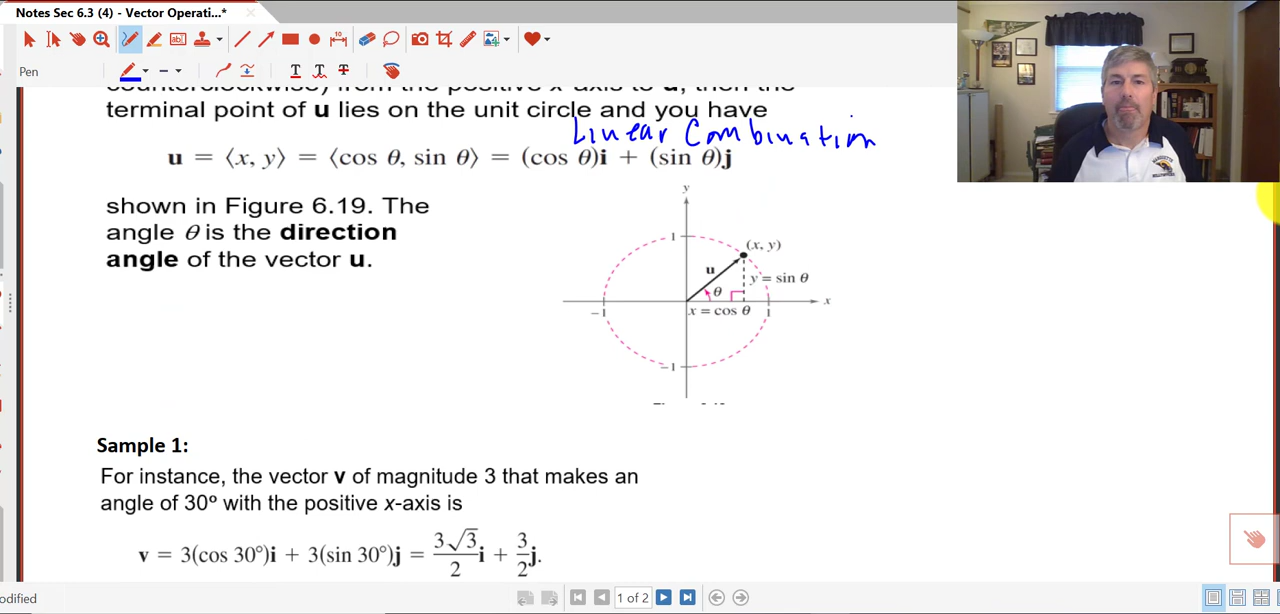 Notes Sec 6.3 (4) - Vector Operati...*
Pen
terminal point of u lies on the unit circle and you have
Linear Combination
u = ⟨x, y⟩ = ⟨cos θ, sin θ⟩ = (cos θ)i + (sin θ)j
shown in Figure 6.19. The
angle θ is the direction
angle of the vector u.
y
1
(x, y)
u
y = sin θ
θ
x
−1
x = cos θ
1
−1
Sample 1:
For instance, the vector v of magnitude 3 that makes an
angle of 30º with the positive x-axis is
v = 3(cos 30°)i + 3(sin 30°)j = 3√3/2 i + 3/2 j.
odified
1 of 2